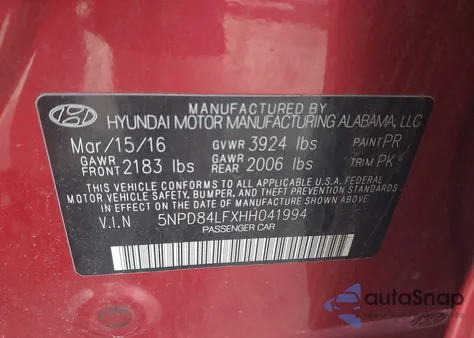 MANUFACTURED BY
HYUNDAI MOTOR MANUFACTURING ALABAMA, LLC
Mar/15/16 GVWR 3924 lbs PAINT PR
GAWR FRONT 2183 lbs GAWR REAR 2006 lbs TRIM PK
THIS VEHICLE CONFORMS TO ALL APPLICABLE U.S.A. FEDERAL
MOTOR VEHICLE SAFETY, BUMPER, AND THEFT PREVENTION STANDARDS
IN EFFECT ON THE DATE OF MANUFACTURE SHOWN ABOVE.
V.I.N 5NPD84LFXHH041994
PASSENGER CAR
autoSnap